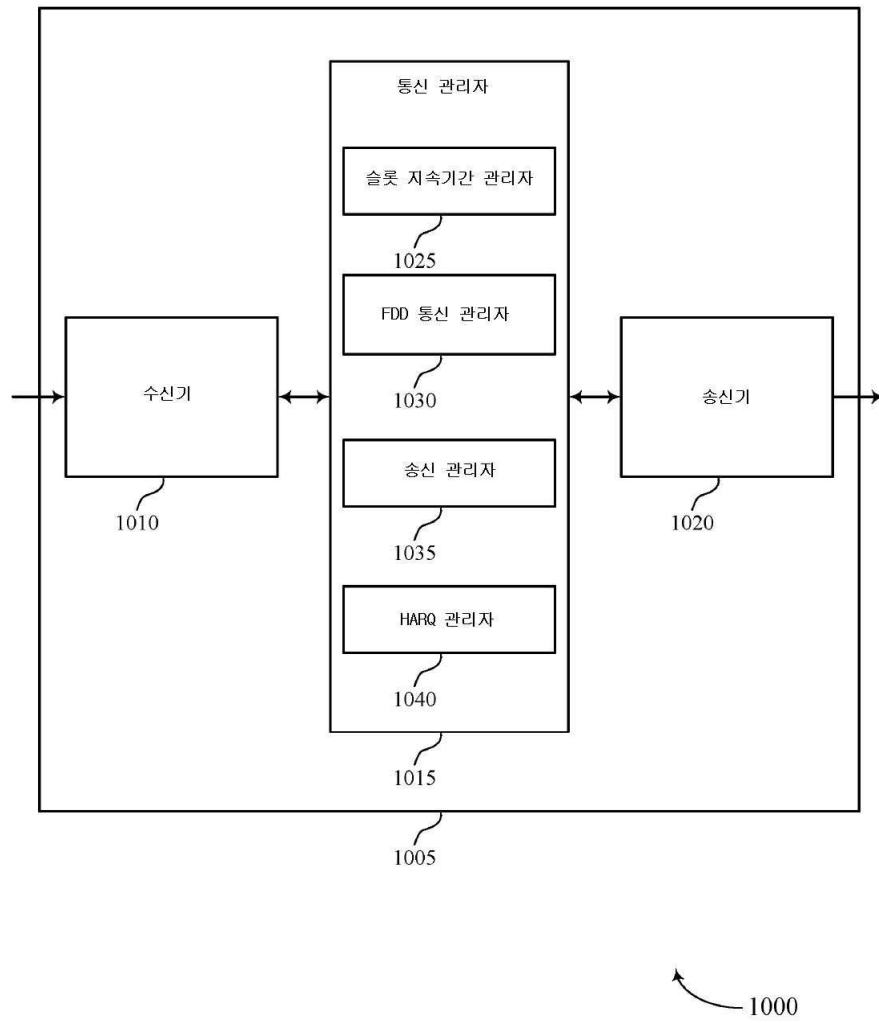 통신 관리자
슬롯 지속기간 관리자
1025
FDD 통신 관리자
1030
수신기
1010
송신기
1020
송신 관리자
1035
HARQ 관리자
1040
1015
1005
1000